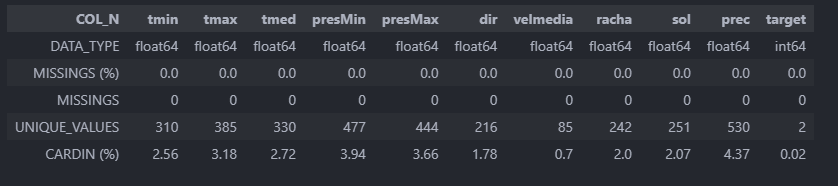 COL_N tmin tmax tmed presMin presMax dir velmedia racha sol prec target
DATA_TYPE float64 float64 float64 float64 float64 float64 float64 float64 float64 float64 int64
MISSINGS (%) 0.0 0.0 0.0 0.0 0.0 0.0 0.0 0.0 0.0 0.0 0.0
MISSINGS 0 0 0 0 0 0 0 0 0 0 0
UNIQUE_VALUES 310 385 330 477 444 216 85 242 251 530 2
CARDIN (%) 2.56 3.18 2.72 3.94 3.66 1.78 0.7 2.0 2.07 4.37 0.02